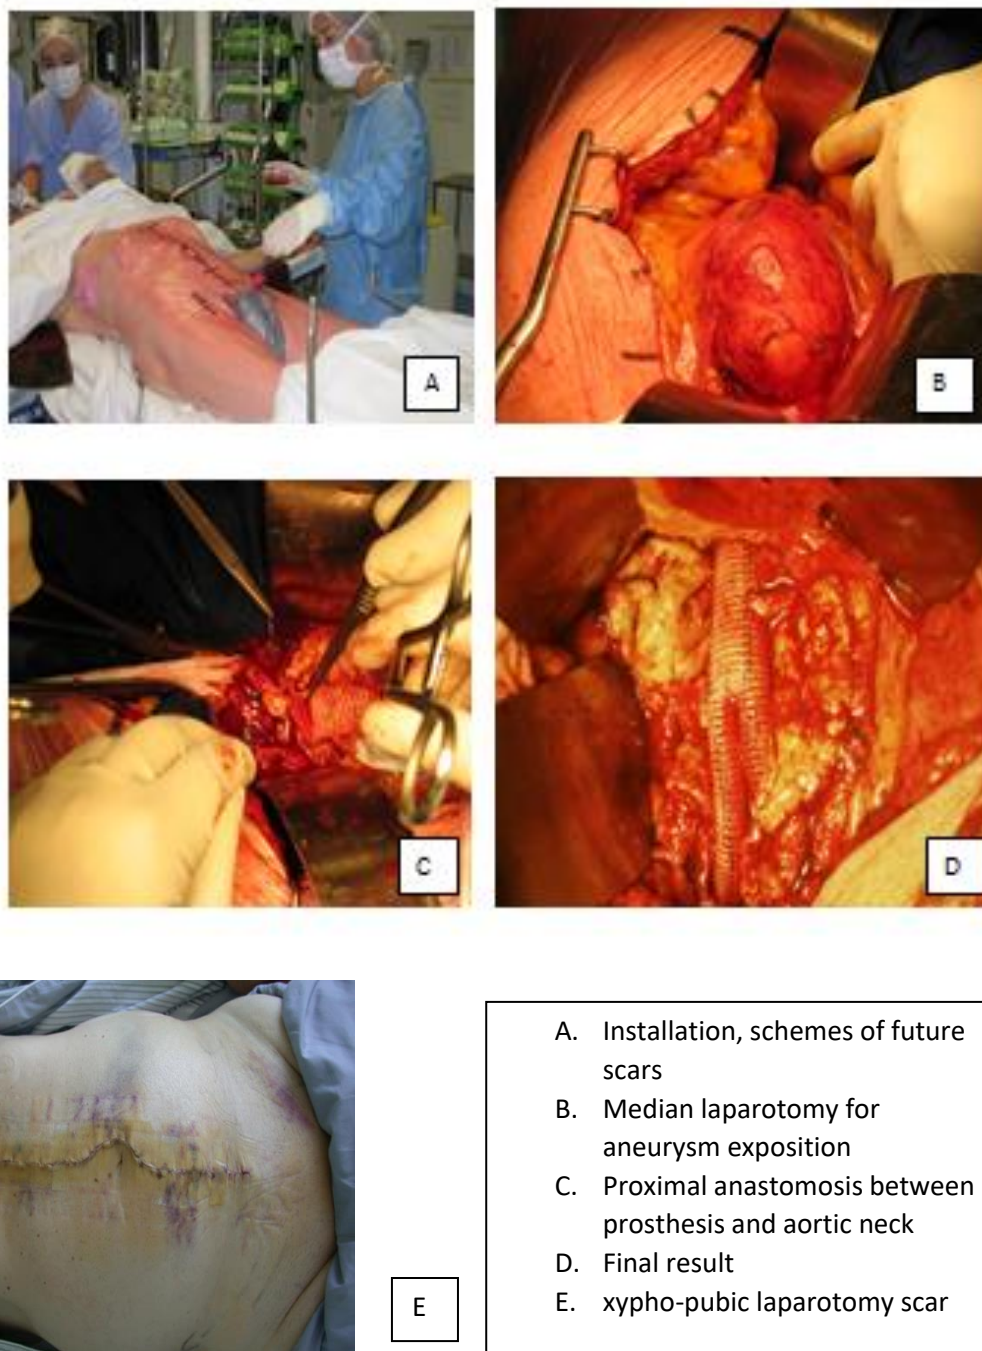 A
B
C
D
E
A. Installation, schemes of future
scars
B. Median laparotomy for
aneurysm exposition
C. Proximal anastomosis between
prosthesis and aortic neck
D. Final result
E. xypho-pubic laparotomy scar